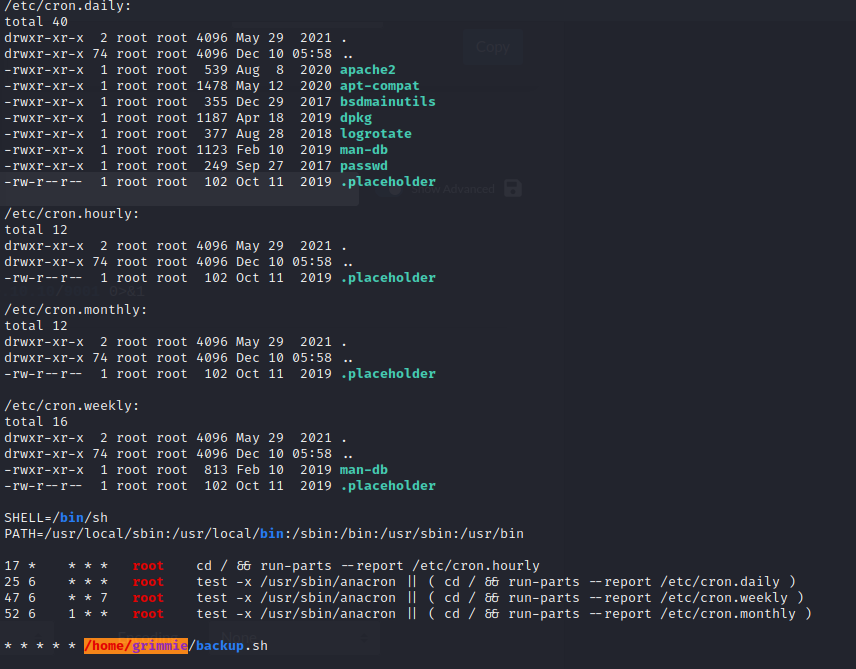 /etc/cron.daily:
total 40
drwxr-xr-x  2 root root 4096 May 29  2021 .
drwxr-xr-x 74 root root 4096 Dec 10 05:58 ..
-rwxr-xr-x  1 root root  539 Aug  8  2020 apache2
-rwxr-xr-x  1 root root 1478 May 12  2020 apt-compat
-rwxr-xr-x  1 root root  355 Dec 29  2017 bsdmainutils
-rwxr-xr-x  1 root root 1187 Apr 18  2019 dpkg
-rwxr-xr-x  1 root root  377 Aug 28  2018 logrotate
-rwxr-xr-x  1 root root 1123 Feb 10  2019 man-db
-rwxr-xr-x  1 root root  249 Sep 27  2017 passwd
-rw-r--r--  1 root root  102 Oct 11  2019 .placeholder
Copy
Advanced

/etc/cron.hourly:
total 12
drwxr-xr-x  2 root root 4096 May 29  2021 .
drwxr-xr-x 74 root root 4096 Dec 10 05:58 ..
-rw-r--r--  1 root root  102 Oct 11  2019 .placeholder

/etc/cron.monthly:
total 12
drwxr-xr-x  2 root root 4096 May 29  2021 .
drwxr-xr-x 74 root root 4096 Dec 10 05:58 ..
-rw-r--r--  1 root root  102 Oct 11  2019 .placeholder

/etc/cron.weekly:
total 16
drwxr-xr-x  2 root root 4096 May 29  2021 .
drwxr-xr-x 74 root root 4096 Dec 10 05:58 ..
-rwxr-xr-x  1 root root  813 Feb 10  2019 man-db
-rw-r--r--  1 root root  102 Oct 11  2019 .placeholder

SHELL=/bin/sh
PATH=/usr/local/sbin:/usr/local/bin:/sbin:/bin:/usr/sbin:/usr/bin

17 *    * * *   root    cd / && run-parts --report /etc/cron.hourly
25 6    * * *   root    test -x /usr/sbin/anacron || ( cd / && run-parts --report /etc/cron.daily )
47 6    * * 7   root    test -x /usr/sbin/anacron || ( cd / && run-parts --report /etc/cron.weekly )
52 6    1 * *   root    test -x /usr/sbin/anacron || ( cd / && run-parts --report /etc/cron.monthly )

* * * * * /home/grimmie/backup.sh